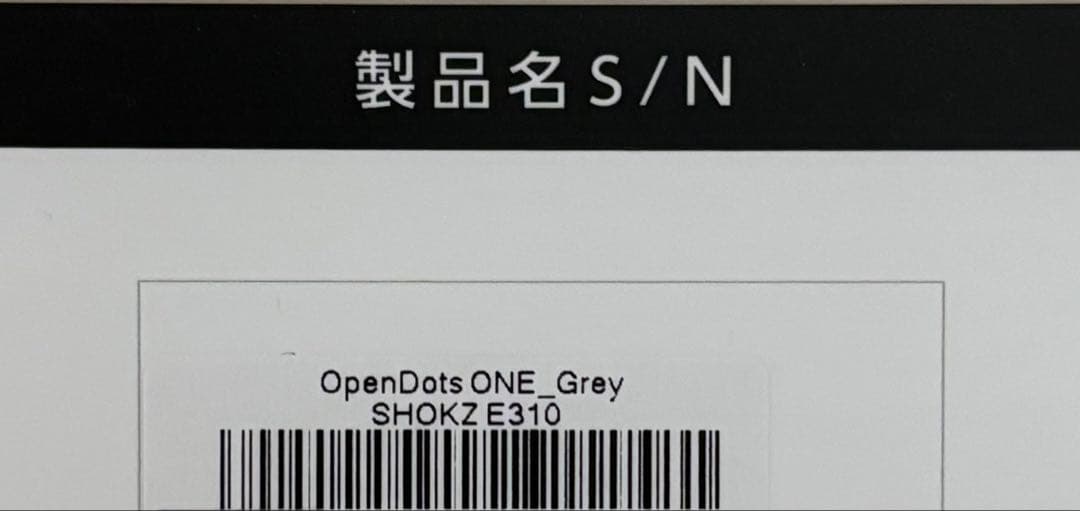 製品名S/N
OpenDots ONE_Grey
SHOKZ E310